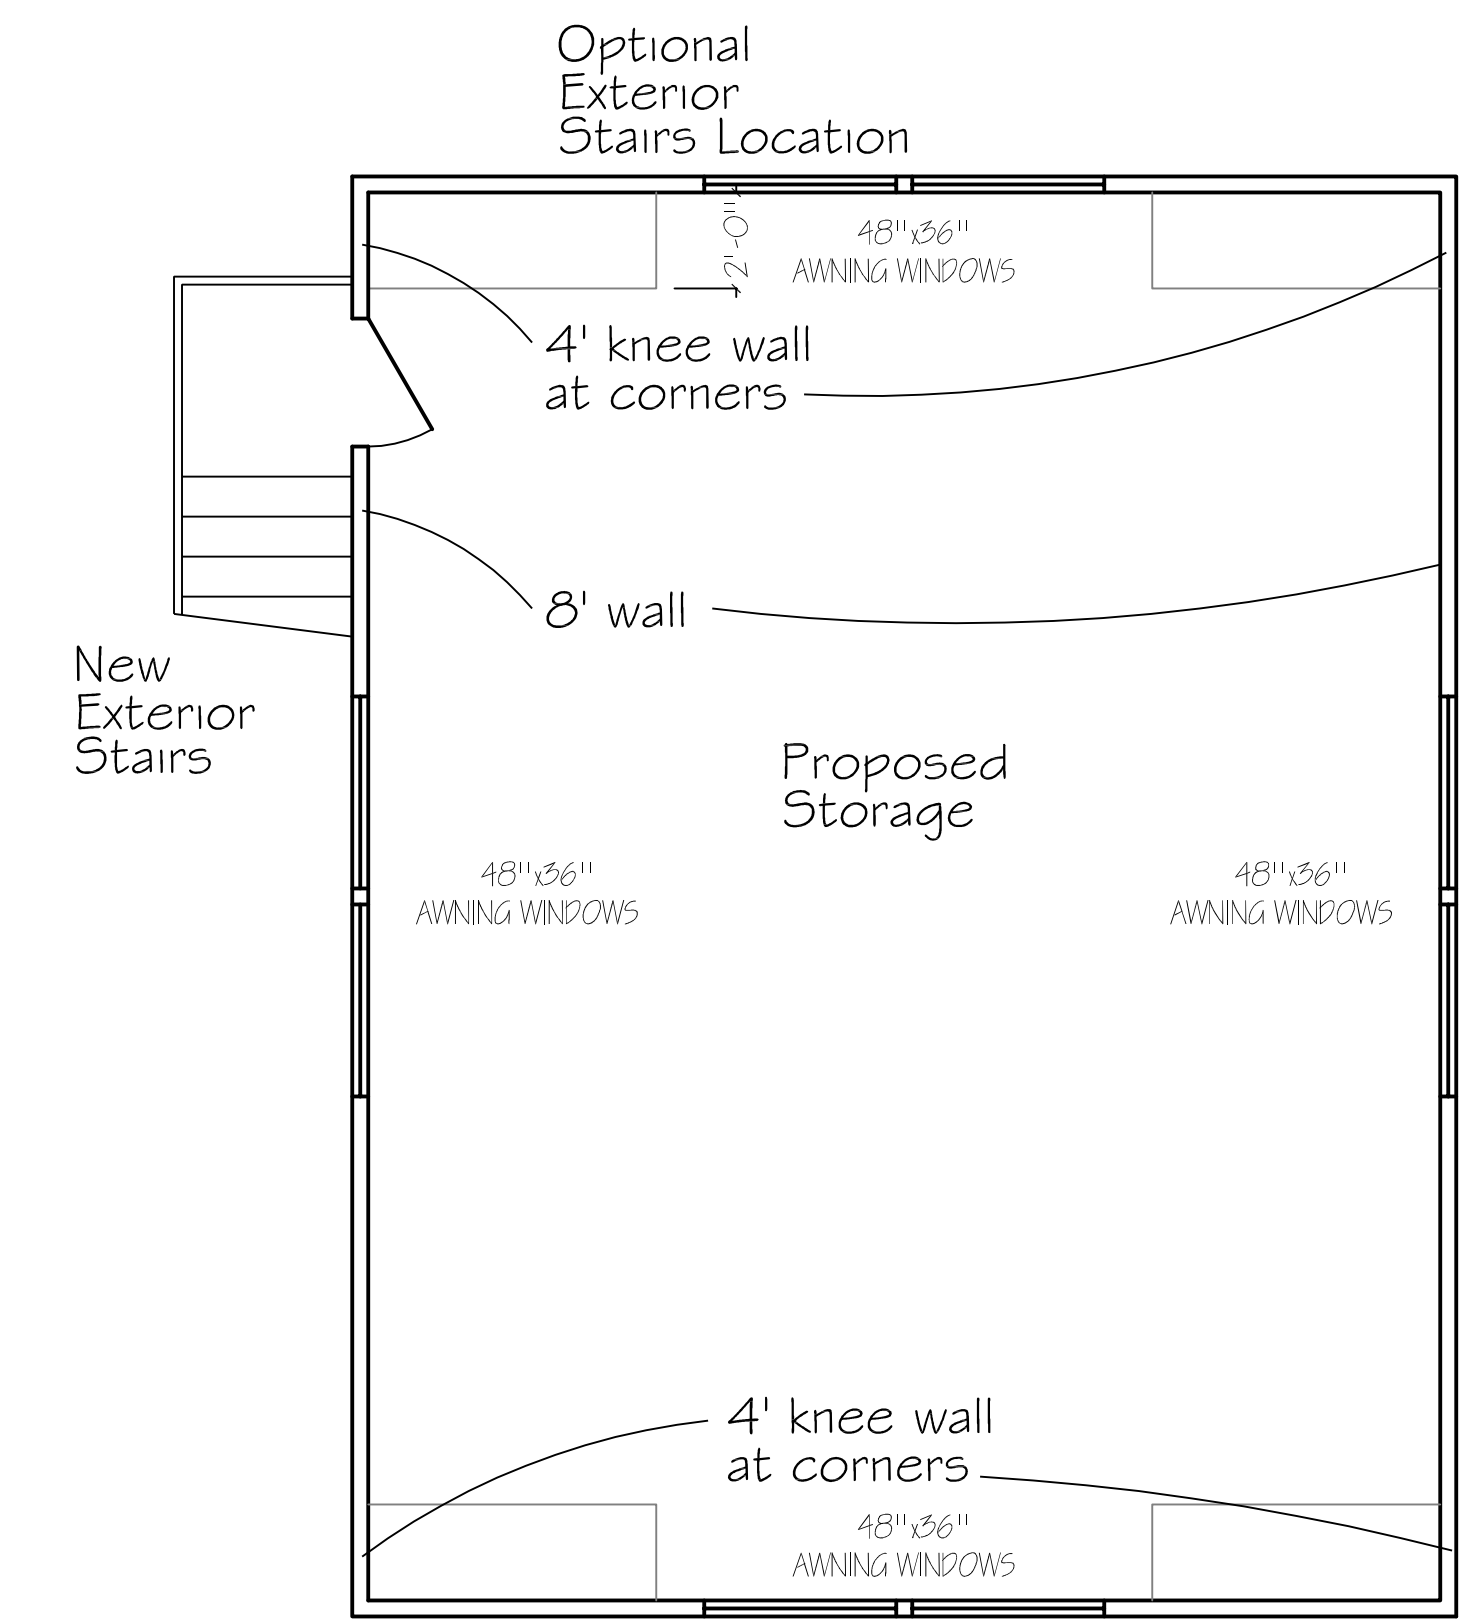 Optional
Exterior
Stairs Location
2'-0"
48"x36"
AWNING WINDOWS
4' knee wall
at corners
8' wall
New
Exterior
Stairs
Proposed
Storage
48"x36"
AWNING WINDOWS
48"x36"
AWNING WINDOWS
4' knee wall
at corners
48"x36"
AWNING WINDOWS